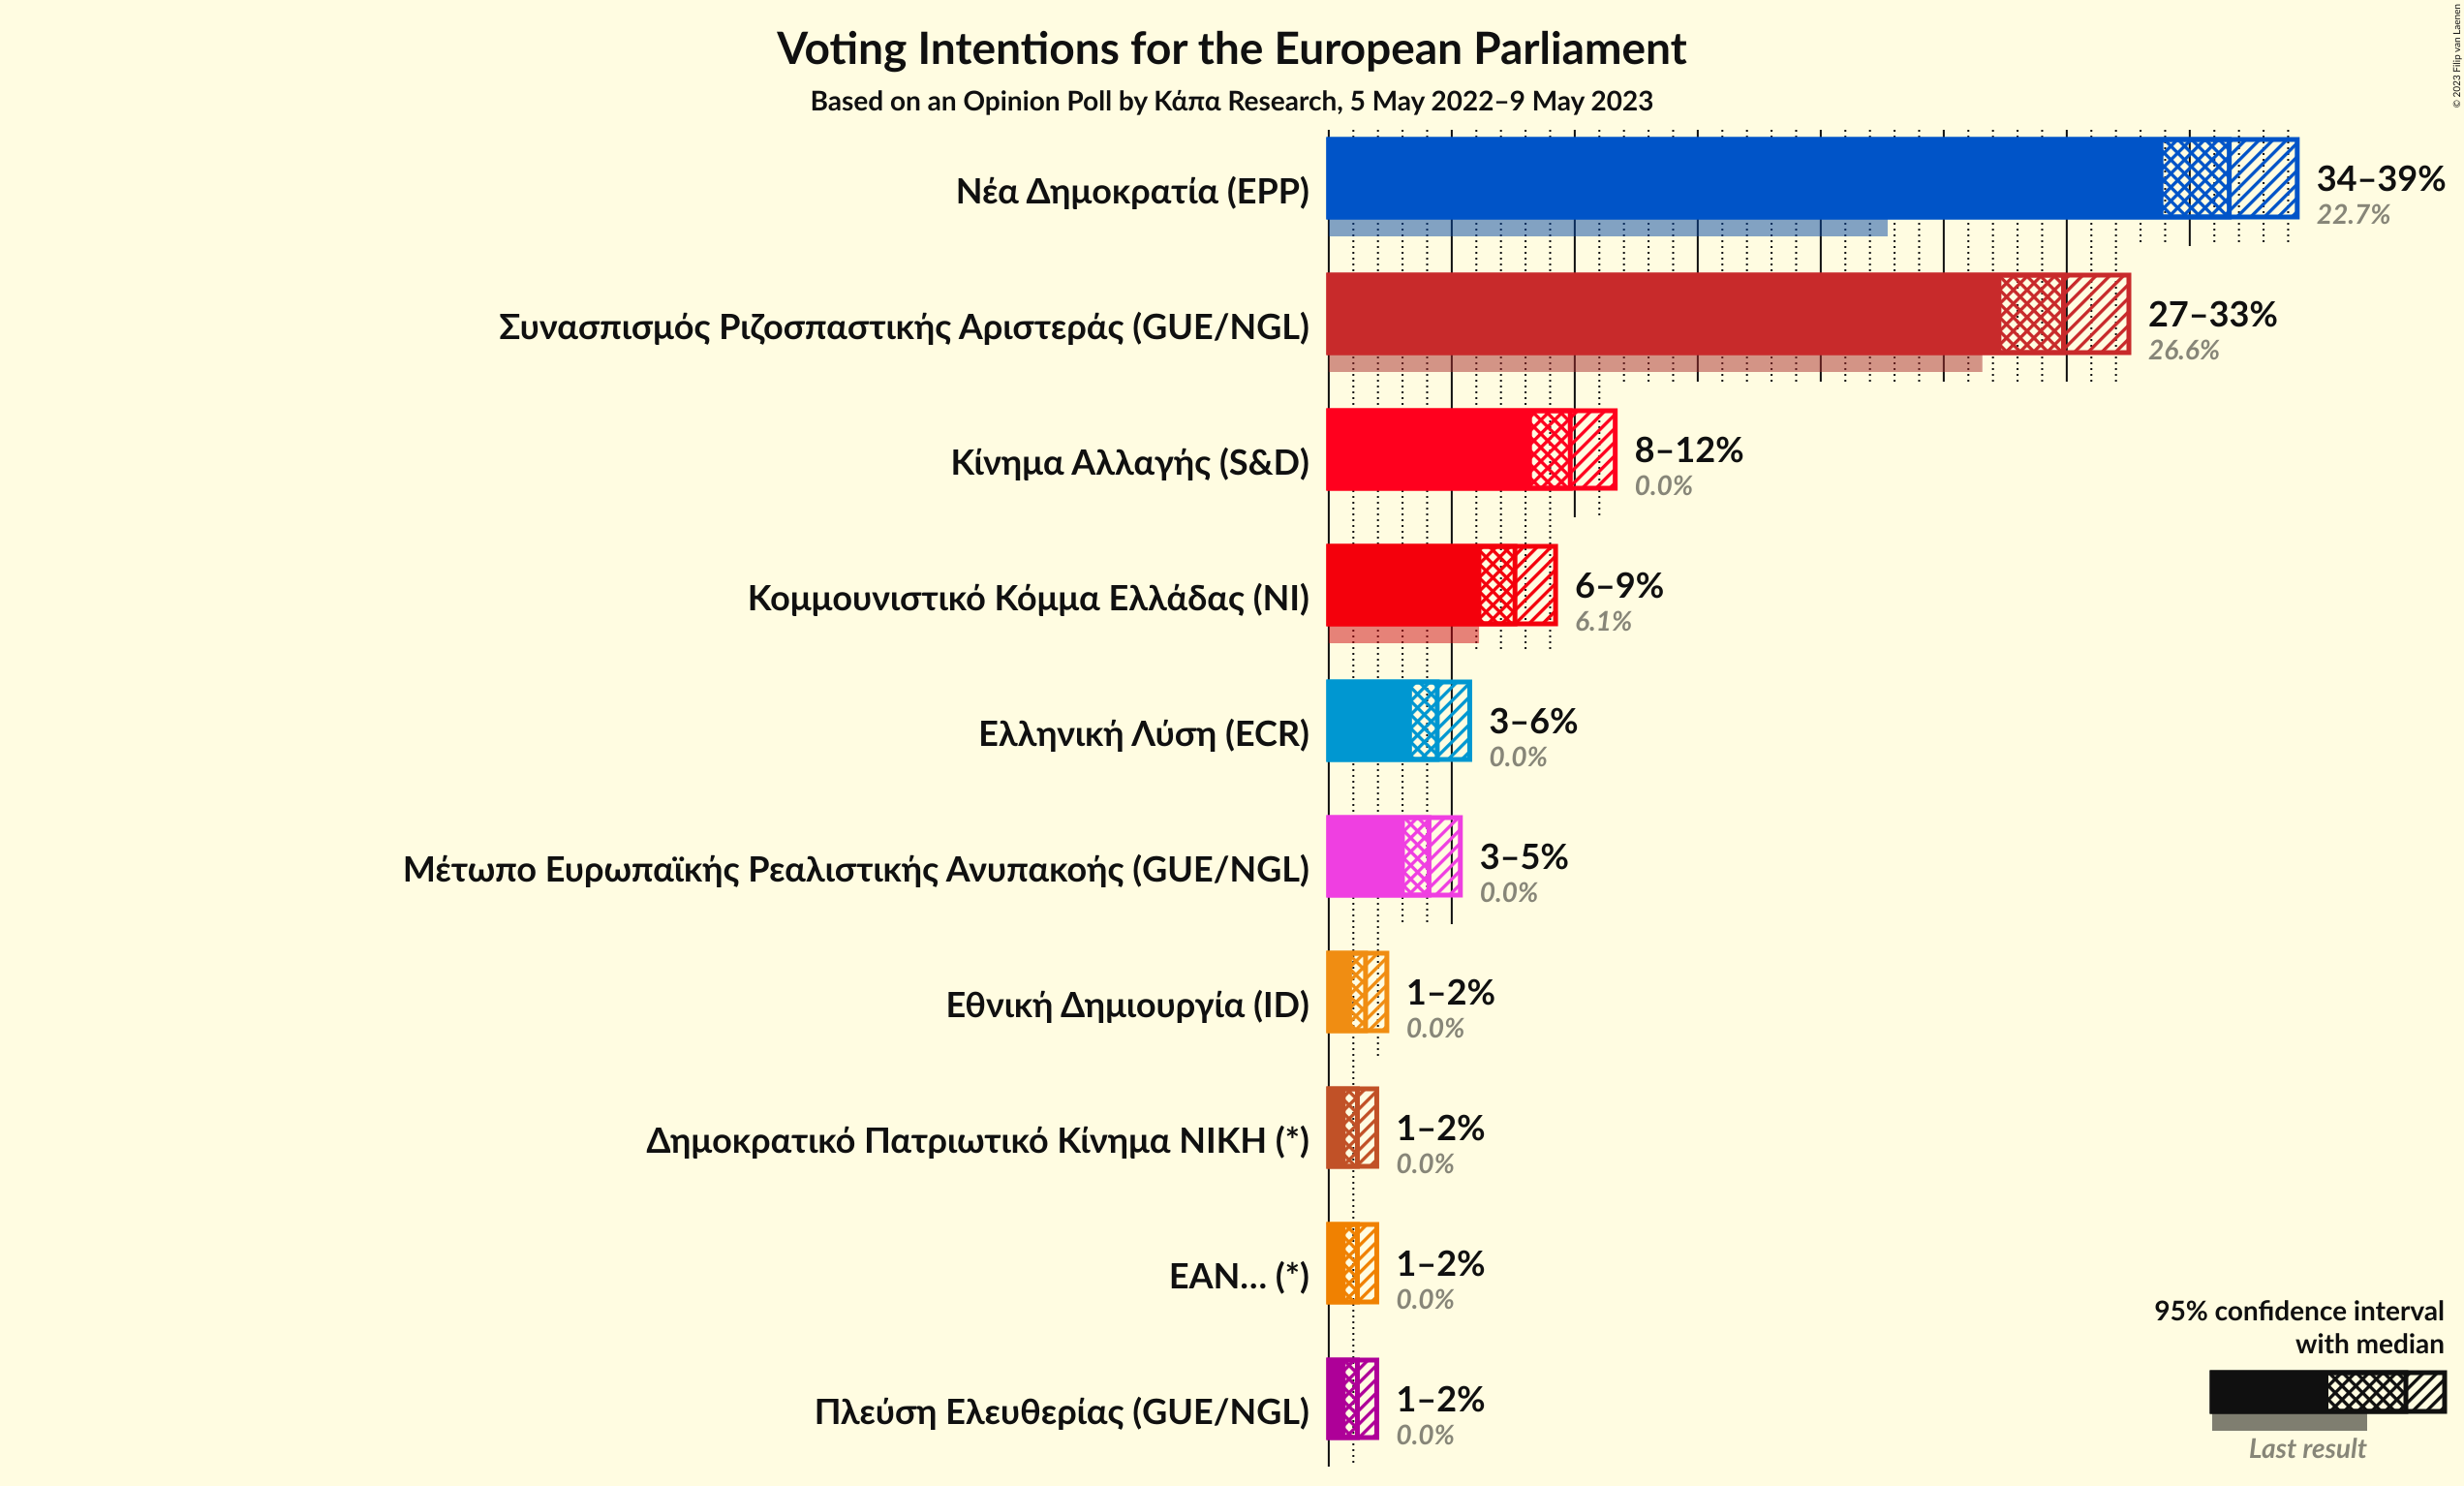 Voting Intentions for the European Parliament
Based on an Opinion Poll by Κάπα Research, 5 May 2022–9 May 2023
© 2023 Filip van Laenen
Νέα Δημοκρατία (EPP)
34–39%
22.7%
Συνασπισμός Ριζοσπαστικής Αριστεράς (GUE/NGL)
27–33%
26.6%
Κίνημα Αλλαγής (S&D)
8–12%
0.0%
Κομμουνιστικό Κόμμα Ελλάδας (NI)
6–9%
6.1%
Ελληνική Λύση (ECR)
3–6%
0.0%
Μέτωπο Ευρωπαϊκής Ρεαλιστικής Ανυπακοής (GUE/NGL)
3–5%
0.0%
Εθνική Δημιουργία (ID)
1–2%
0.0%
Δημοκρατικό Πατριωτικό Κίνημα ΝΙΚΗ (*)
1–2%
0.0%
ΕΑΝ… (*)
1–2%
0.0%
Πλεύση Ελευθερίας (GUE/NGL)
1–2%
0.0%
95% confidence interval
with median
Last result